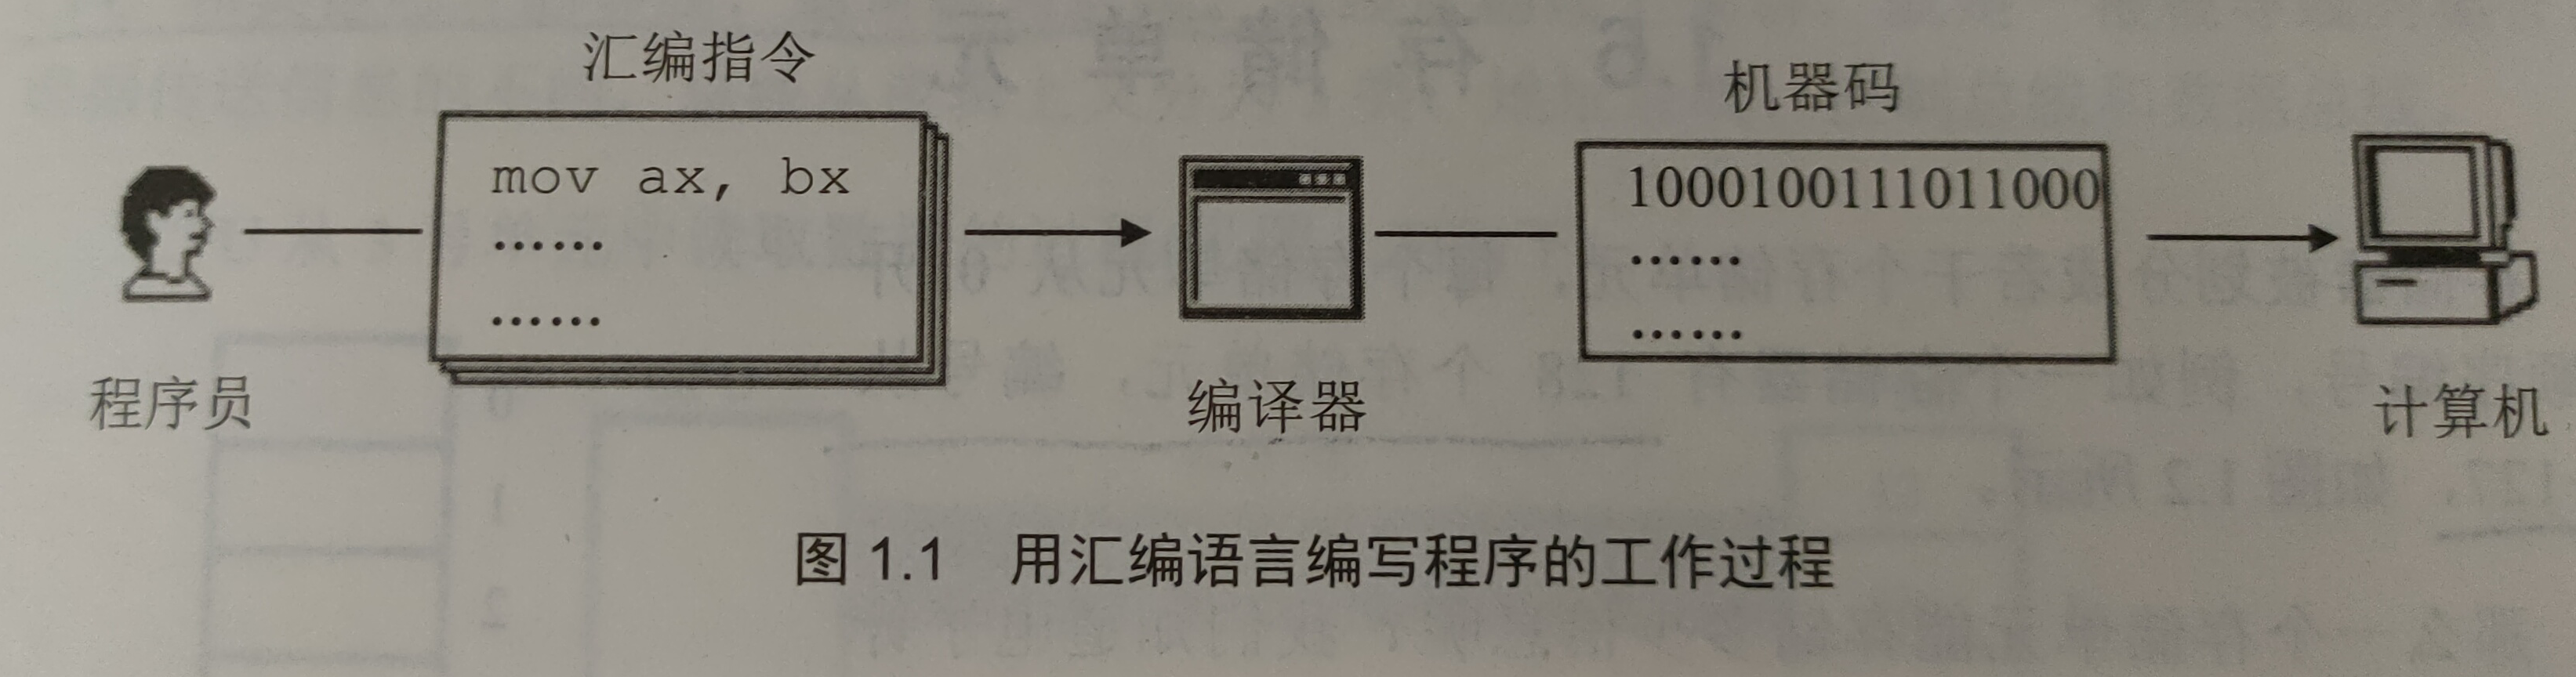 汇编指令
mov ax, bx
……
……
程序员
编译器
机器码
1000100111011000
……
……
计算机
图 1.1 用汇编语言编写程序的工作过程